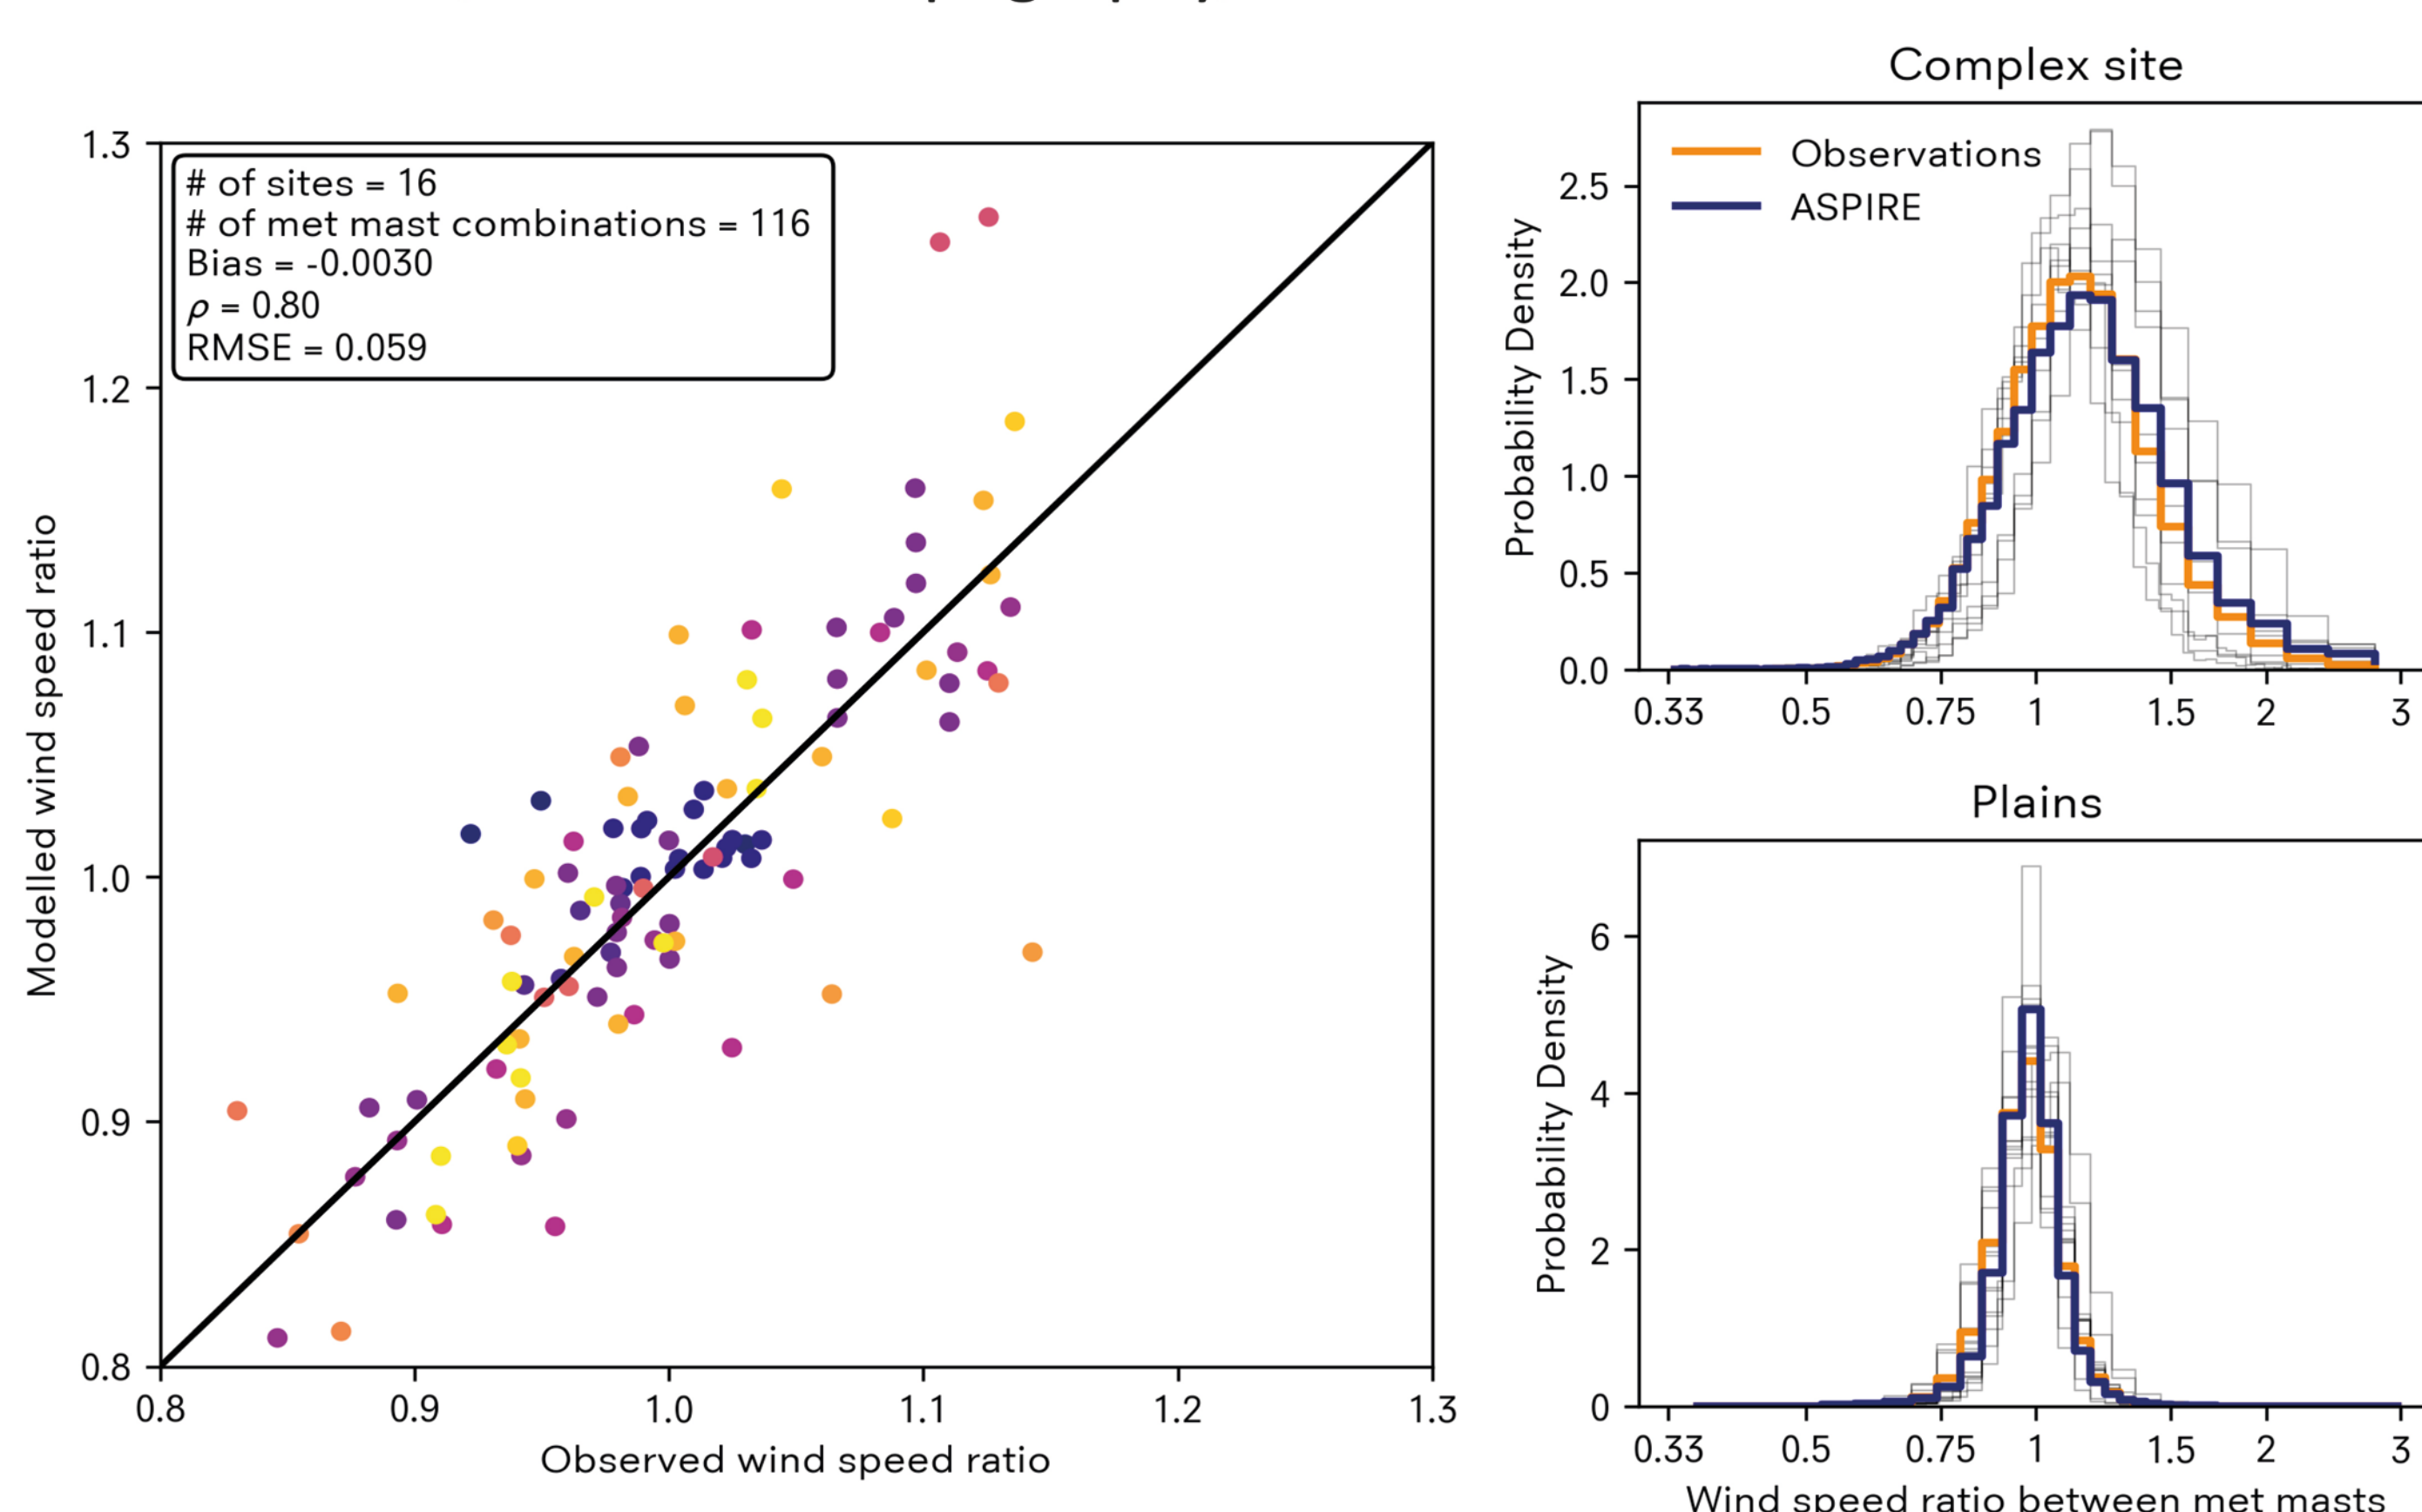 1.3
1.2
1.1
1.0
0.9
0.8
Modelled wind speed ratio
# of sites = 16
# of met mast combinations = 116
Bias = -0.0030
ρ = 0.80
RMSE = 0.059
0.8 0.9 1.0 1.1 1.2 1.3
Observed wind speed ratio
Complex site
Observations
ASPIRE
Probability Density
2.5
2.0
1.5
1.0
0.5
0.0
0.33 0.5 0.75 1 1.5 2 3
Plains
Probability Density
6
4
2
0
0.33 0.5 0.75 1 1.5 2 3
Wind speed ratio between met masts